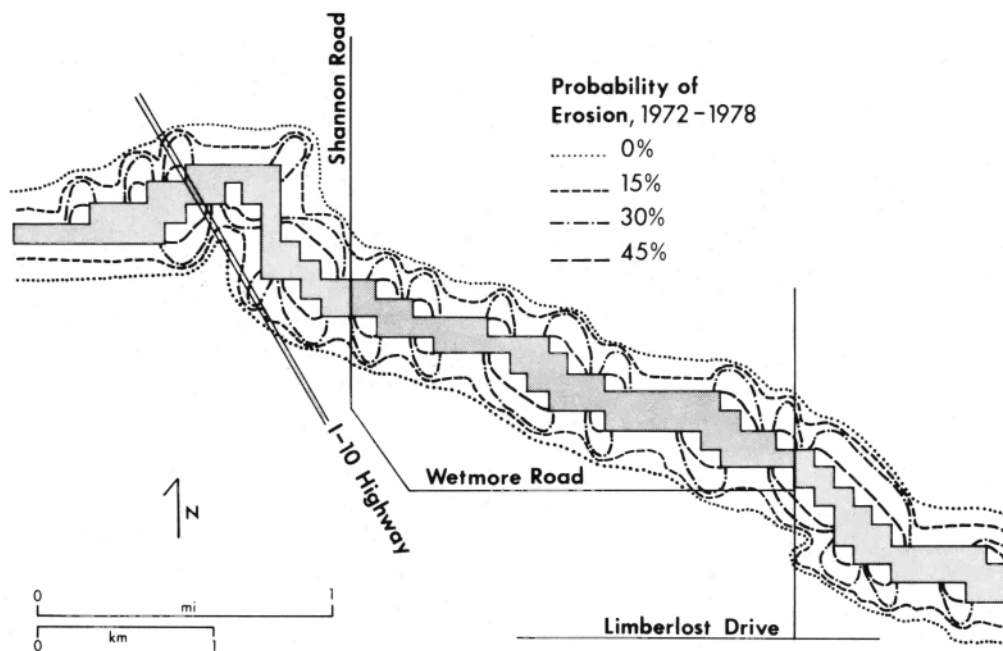 Shannon Road
Probability of
Erosion, 1972-1978
0%
15%
30%
45%
I-10 Highway
Wetmore Road
N
0 1
mi
0 1
km
Limberlost Drive